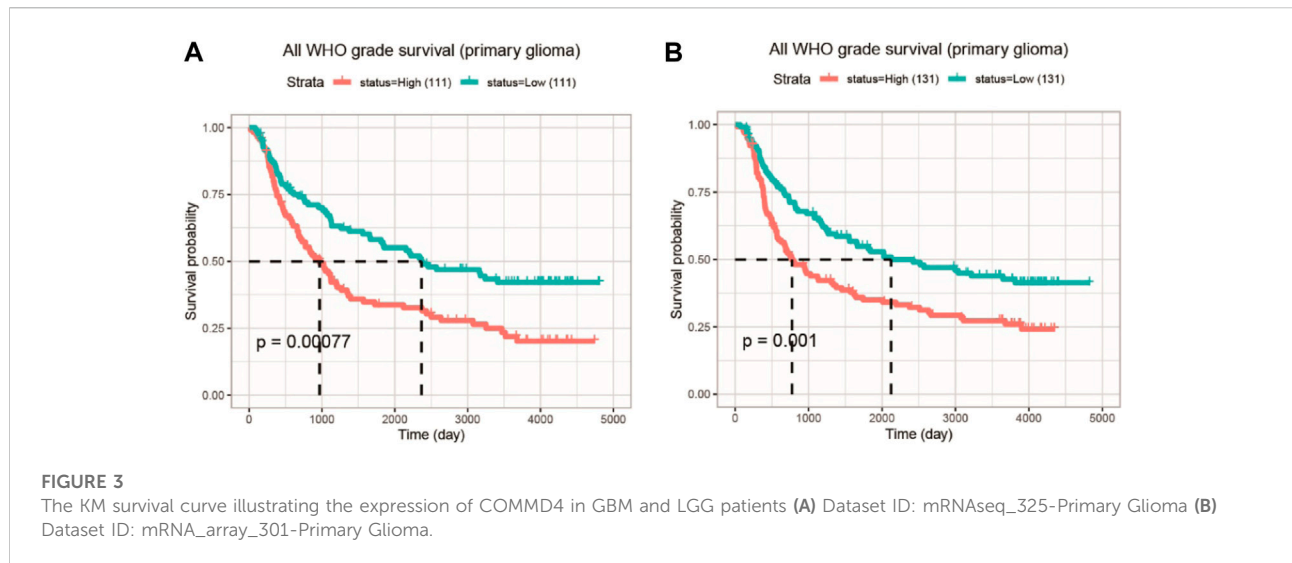 A
All WHO grade survival (primary glioma)
Strata status=High (111) status=Low (111)
1.00
0.75
0.50
0.25
0.00
Survival probability
p = 0.00077
0 1000 2000 3000 4000 5000
Time (day)
B
All WHO grade survival (primary glioma)
Strata status=High (131) status=Low (131)
1.00
0.75
0.50
0.25
0.00
Survival probability
p = 0.001
0 1000 2000 3000 4000 5000
Time (day)
FIGURE 3
The KM survival curve illustrating the expression of COMMD4 in GBM and LGG patients (A) Dataset ID: mRNAseq_325-Primary Glioma (B)
Dataset ID: mRNA_array_301-Primary Glioma.